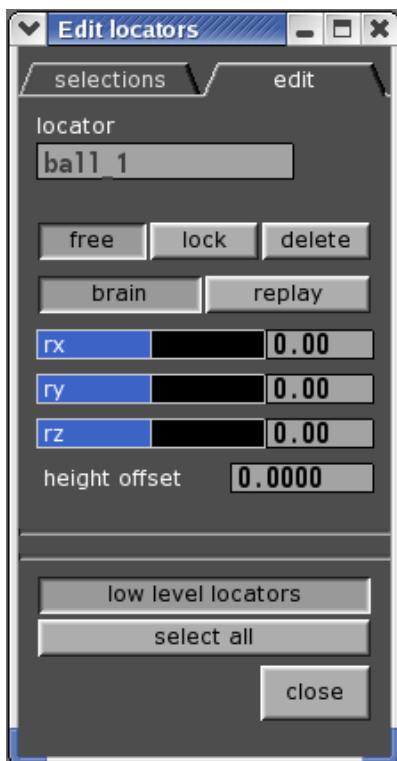 Edit locators
selections edit
locator
ball_1
free lock delete
brain replay
rx 0.00
ry 0.00
rz 0.00
height offset 0.0000
low level locators
select all
close